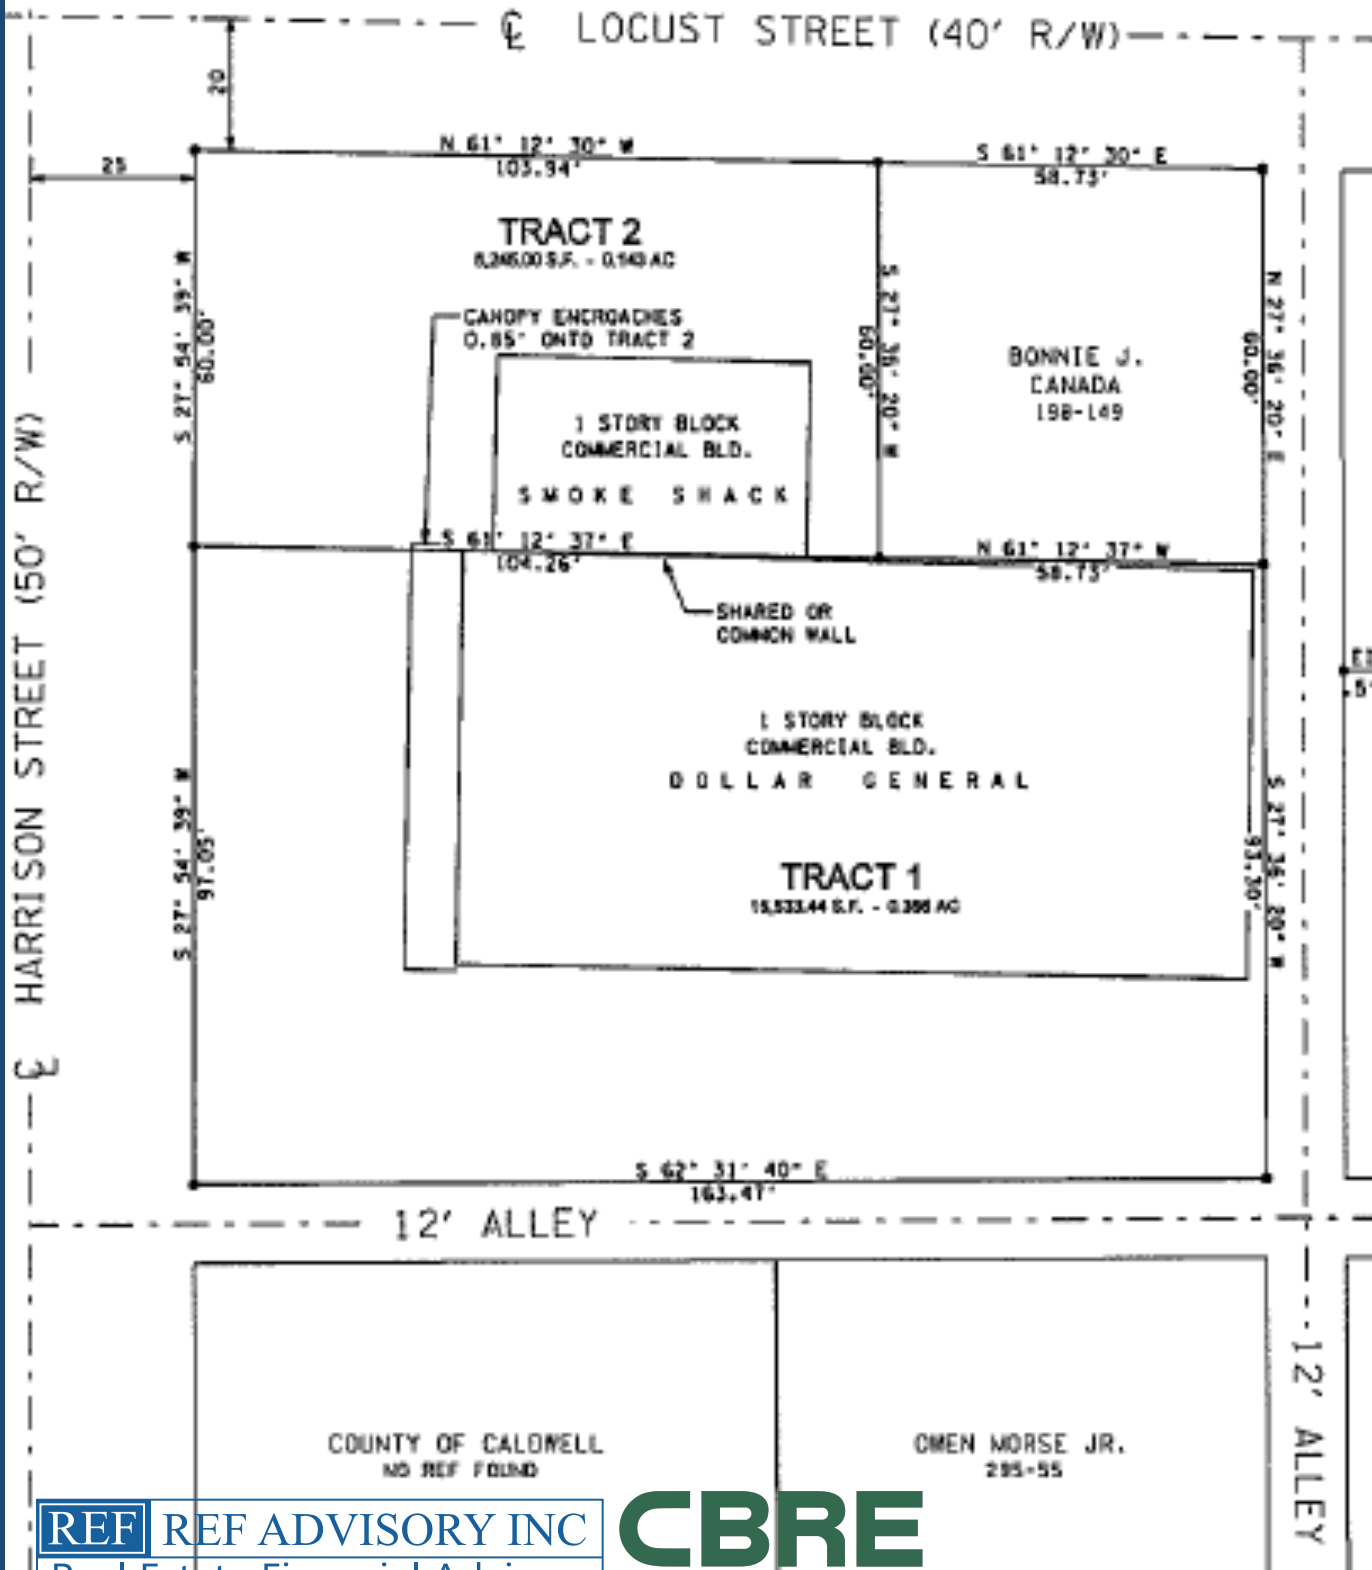 ℄ LOCUST STREET (40' R/W)
20
25
N 61° 12' 30" W
103.94'
S 61° 12' 30" E
58.73'
TRACT 2
S 27° 54' 39" W
60.00'
CANOPY ENCROACHES
0.85' ONTO TRACT 2
S 27° 36' 20" W
60.00'
BONNIE J.
CANADA
198-149
N 27° 36' 20" E
60.00'
1 STORY BLOCK
COMMERCIAL BLD.
SMOKE SHACK
S 61° 12' 37" E
104.26'
N 61° 12' 37" W
58.73'
SHARED OR
COMMON WALL
℄ HARRISON STREET (50' R/W)
1 STORY BLOCK
COMMERCIAL BLD.
DOLLAR GENERAL
S 27° 54' 39" W
97.05'
TRACT 1
S 27° 36' 20" W
93.30'
S 62° 31' 40" E
163.47'
12' ALLEY
12' ALLEY
COUNTY OF CALDWELL
NO REF FOUND
OWEN MORSE JR.
295-55
REF REF ADVISORY INC
CBRE